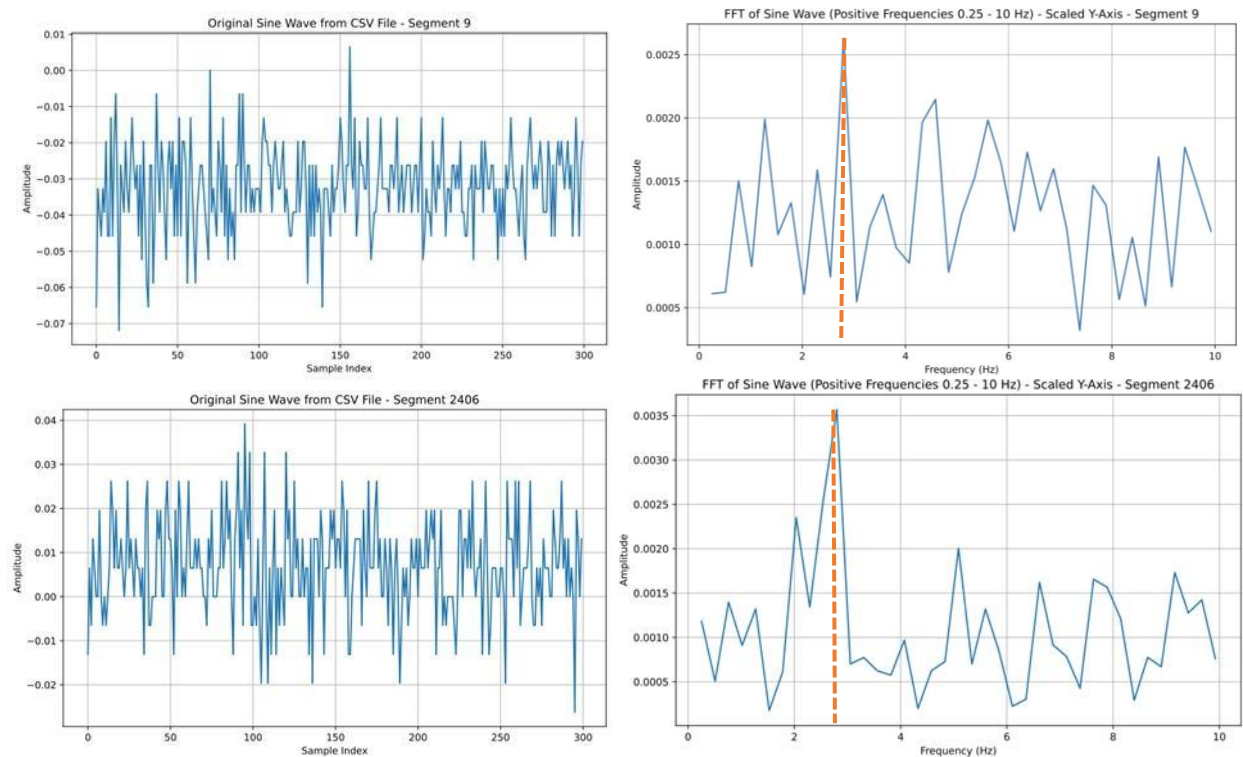 Original Sine Wave from CSV File - Segment 9
0.01
0.00
−0.01
−0.02
−0.03
−0.04
−0.05
−0.06
−0.07
Amplitude
0 50 100 150 200 250 300
Sample Index
FFT of Sine Wave (Positive Frequencies 0.25 - 10 Hz) - Scaled Y-Axis - Segment 9
0.0025
0.0020
0.0015
0.0010
0.0005
Amplitude
0 2 4 6 8 10
Frequency (Hz)
Original Sine Wave from CSV File - Segment 2406
0.04
0.03
0.02
0.01
0.00
−0.01
−0.02
Amplitude
0 50 100 150 200 250 300
Sample Index
FFT of Sine Wave (Positive Frequencies 0.25 - 10 Hz) - Scaled Y-Axis - Segment 2406
0.0035
0.0030
0.0025
0.0020
0.0015
0.0010
0.0005
Amplitude
0 2 4 6 8 10
Frequency (Hz)